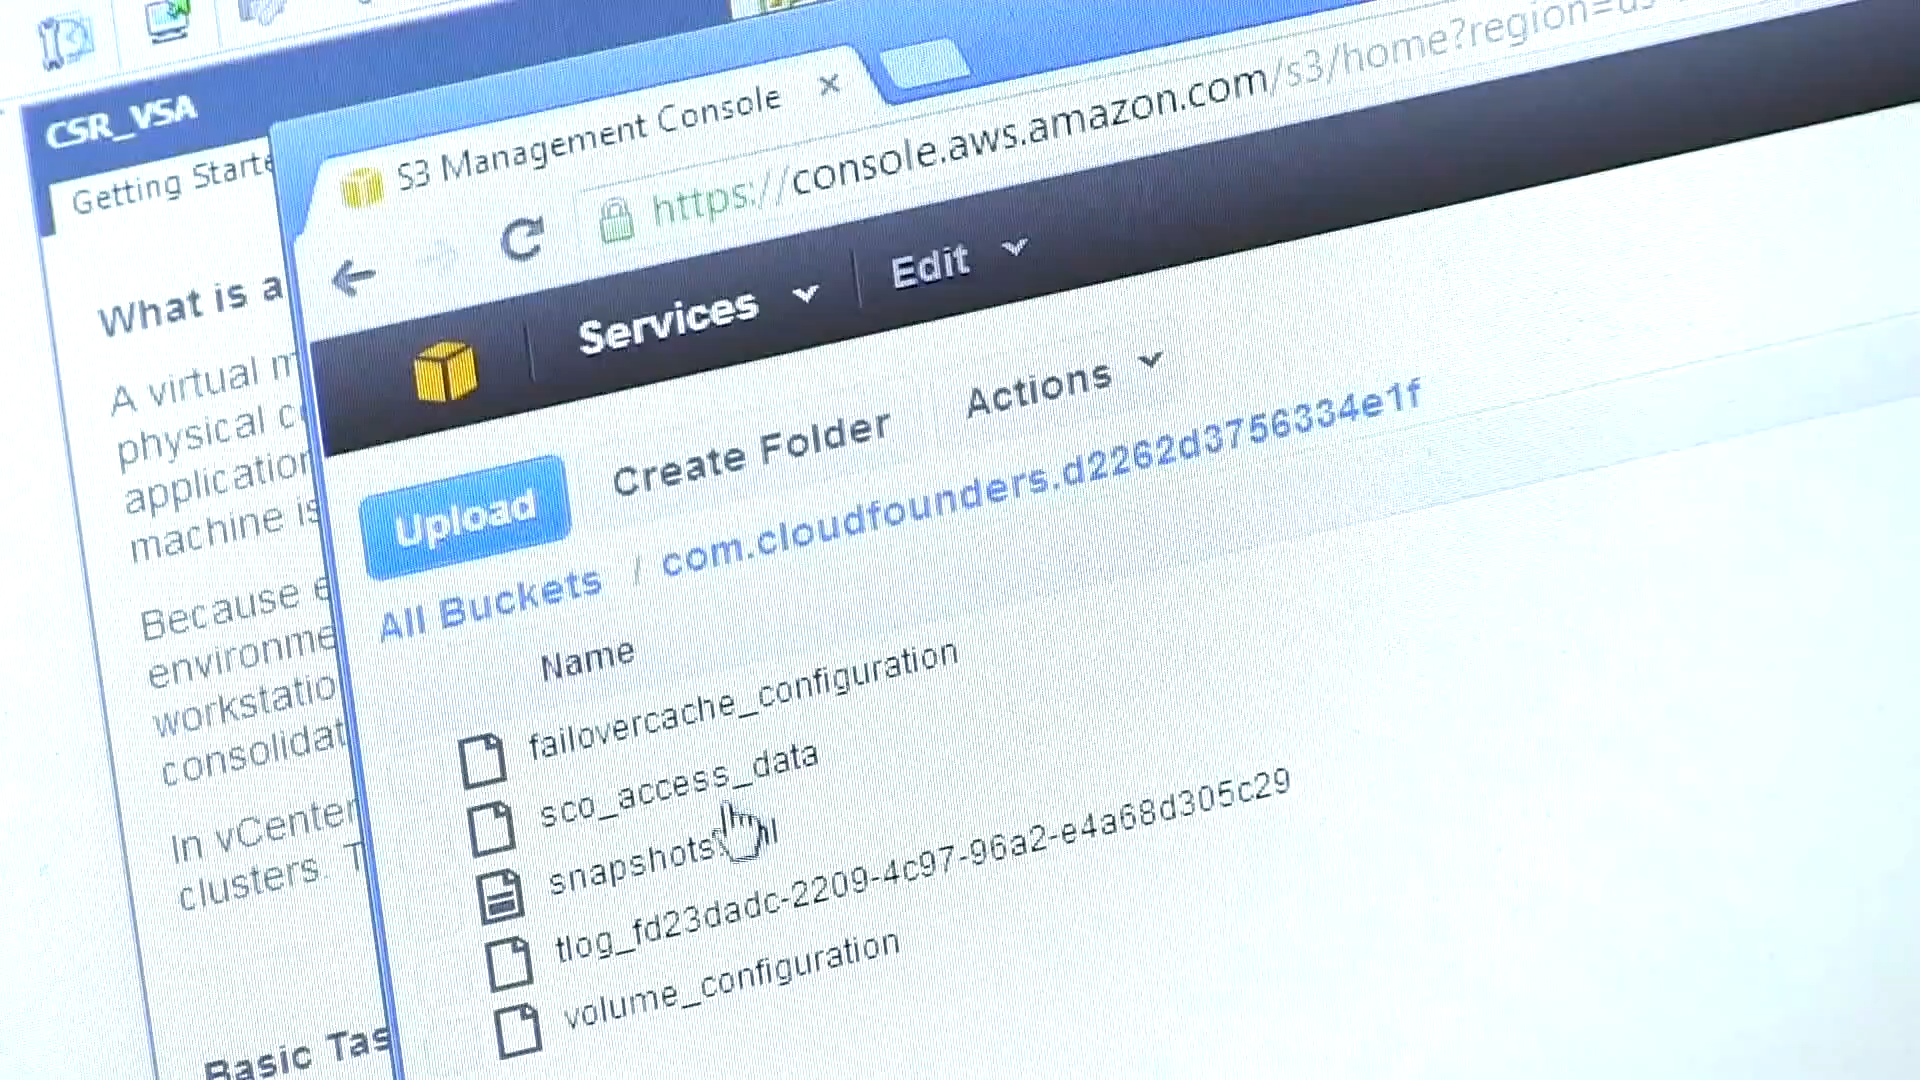 CSR_VSA
Getting Starte
What is a
A virtual m
physical c
application
machine is
Because e
environme
workstatio
consolidat
In vCenter
clusters. T
Basic Tas
S3 Management Console
https://console.aws.amazon.com/s3/home?region=us
Services
Edit
Upload
Create Folder
Actions
All Buckets / com.cloudfounders.d2262d3756334e1f
Name
failovercache_configuration
sco_access_data
snapshots
tlog_fd23dadc-2209-4c97-96a2-e4a68d305c29
volume_configuration